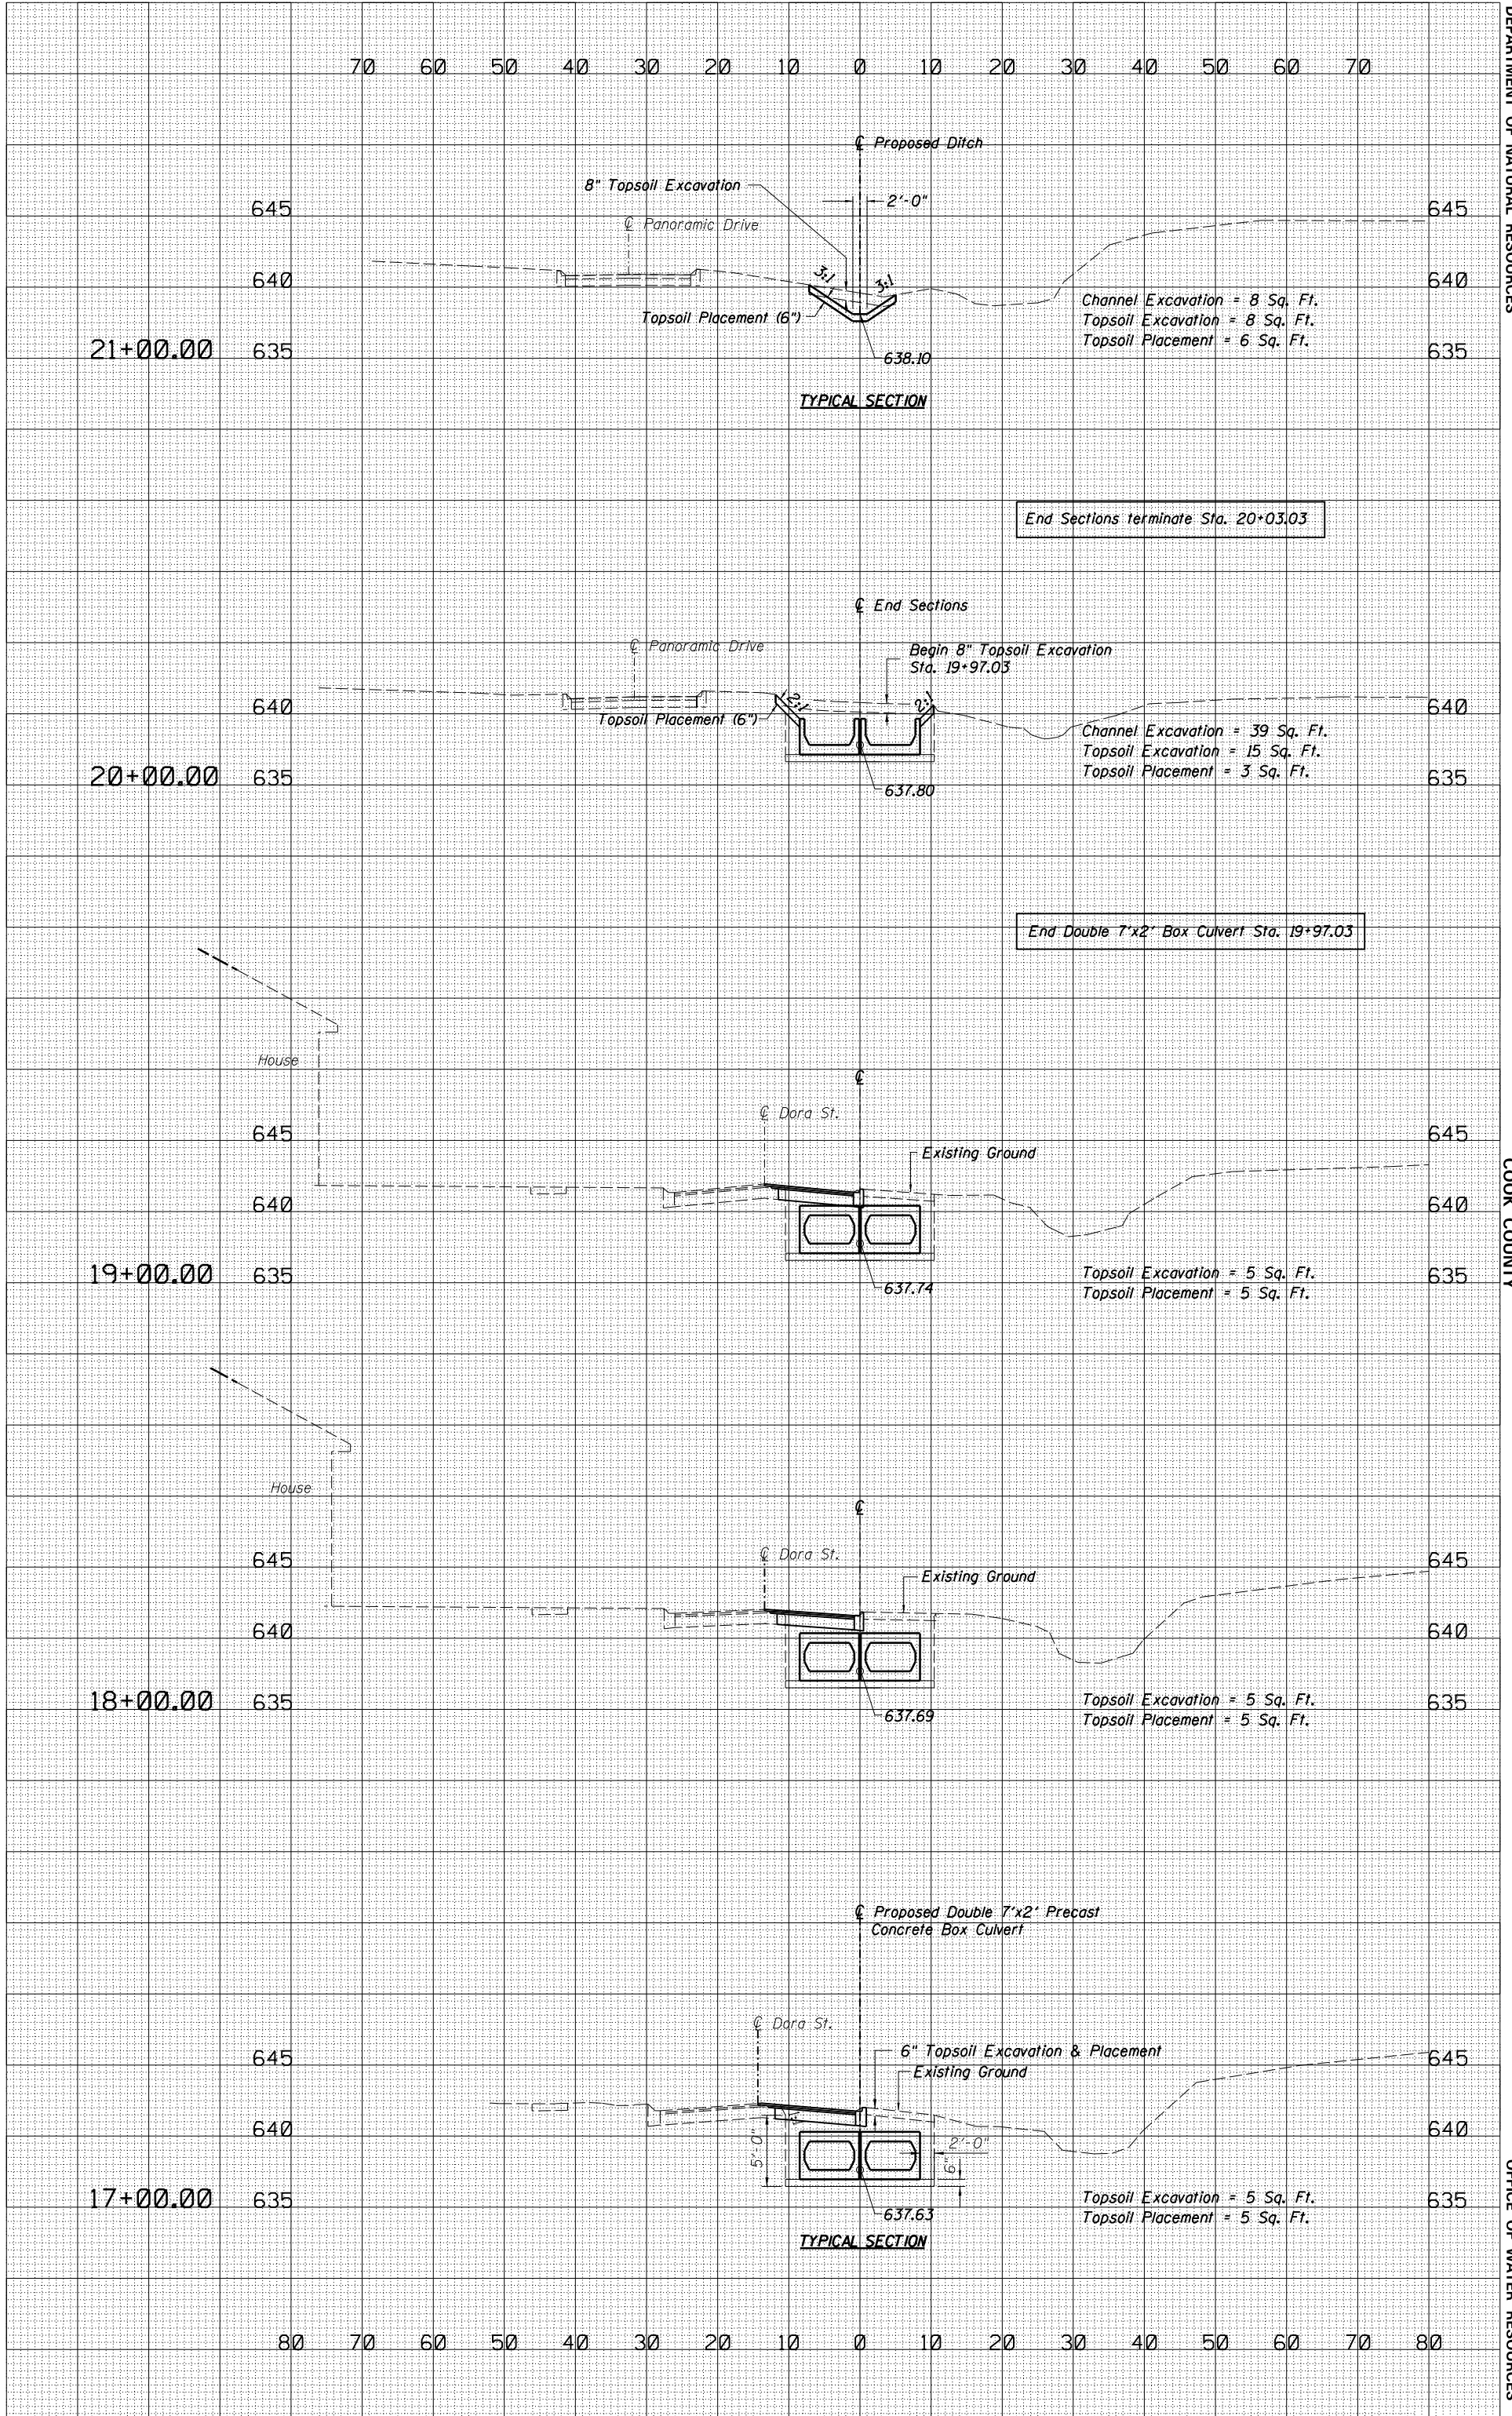 DEPARTMENT OF NATURAL RESOURCES
70 60 50 40 30 20 10 0 10 20 30 40 50 60 70
℄ Proposed Ditch
8" Topsoil Excavation
2'-0"
645 645
℄ Panoramic Drive
3:1 3:1
640 640
Channel Excavation = 8 Sq. Ft.
Topsoil Placement (6")
Topsoil Excavation = 8 Sq. Ft.
Topsoil Placement = 6 Sq. Ft.
21+00.00 635 635
638.10
TYPICAL SECTION
End Sections terminate Sta. 20+03.03
℄ End Sections
℄ Panoramic Drive
Begin 8" Topsoil Excavation
Sta. 19+97.03
2:1 2:1
640 640
Topsoil Placement (6")
Channel Excavation = 39 Sq. Ft.
Topsoil Excavation = 15 Sq. Ft.
Topsoil Placement = 3 Sq. Ft.
20+00.00 635 635
637.80
End Double 7'x2' Box Culvert Sta. 19+97.03
House
℄
℄ Dora St.
645 645
Existing Ground
COOK COUNTY
640 640
19+00.00 635 635
Topsoil Excavation = 5 Sq. Ft.
637.74
Topsoil Placement = 5 Sq. Ft.
House
℄
℄ Dora St.
645 645
Existing Ground
640 640
18+00.00 635 635
Topsoil Excavation = 5 Sq. Ft.
637.69
Topsoil Placement = 5 Sq. Ft.
℄ Proposed Double 7'x2' Precast
Concrete Box Culvert
℄ Dora St.
6" Topsoil Excavation & Placement
645 645
Existing Ground
640 640
5'-0"
2'-0"
6"
17+00.00 635 635
Topsoil Excavation = 5 Sq. Ft.
637.63
Topsoil Placement = 5 Sq. Ft.
TYPICAL SECTION
OFFICE OF WATER RESOURCES
80 70 60 50 40 30 20 10 0 10 20 30 40 50 60 70 80